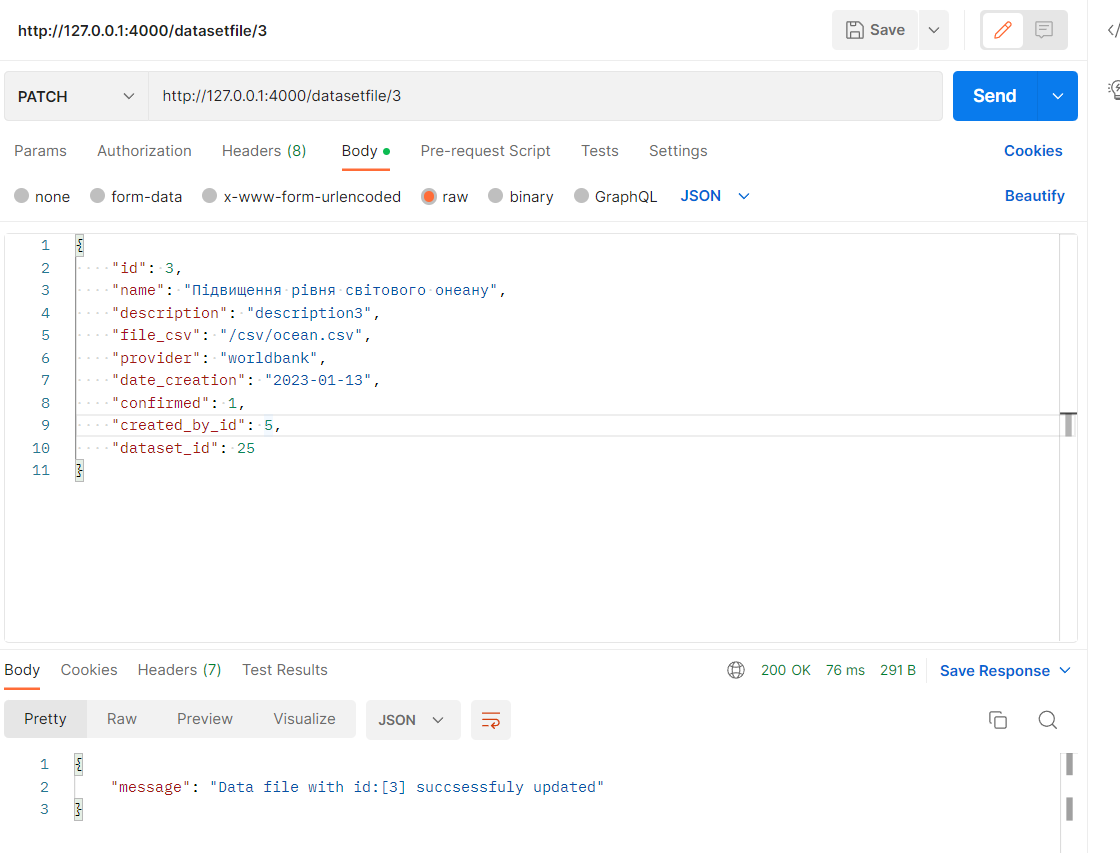 http://127.0.0.1:4000/datasetfile/3 Save
PATCH http://127.0.0.1:4000/datasetfile/3 Send
Params Authorization Headers (8) Body Pre-request Script Tests Settings Cookies
none form-data x-www-form-urlencoded raw binary GraphQL JSON Beautify
1 {
2 "id": 3,
3 "name": "Підвищення рівня світового онеану",
4 "description": "description3",
5 "file_csv": "/csv/ocean.csv",
6 "provider": "worldbank",
7 "date_creation": "2023-01-13",
8 "confirmed": 1,
9 "created_by_id": 5,
10 "dataset_id": 25
11 }
Body Cookies Headers (7) Test Results 200 OK 76 ms 291 B Save Response
Pretty Raw Preview Visualize JSON
1 {
2 "message": "Data file with id:[3] succsessfuly updated"
3 }